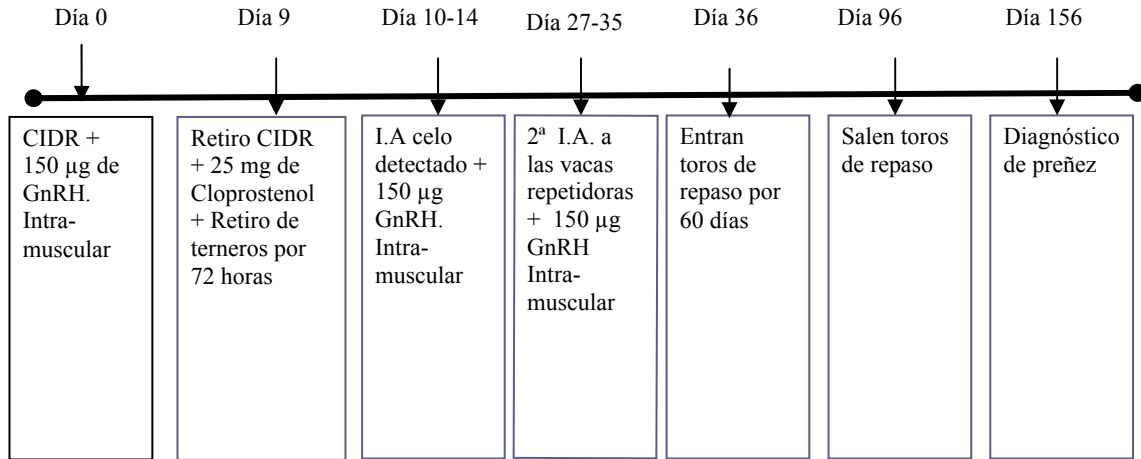 Día 0
Día 9
Día 10-14
Día 27-35
Día 36
Día 96
Día 156
CIDR +
150 µg de
GnRH.
Intra-
muscular
Retiro CIDR
+ 25 mg de
Cloprostenol
+ Retiro de
terneros por
72 horas
I.A celo
detectado +
150 µg
GnRH.
Intra-
muscular
2ª I.A. a
las vacas
repetidoras
+ 150 µg
GnRH
Intra-
muscular
Entran
toros de
repaso por
60 días
Salen toros
de repaso
Diagnóstico
de preñez